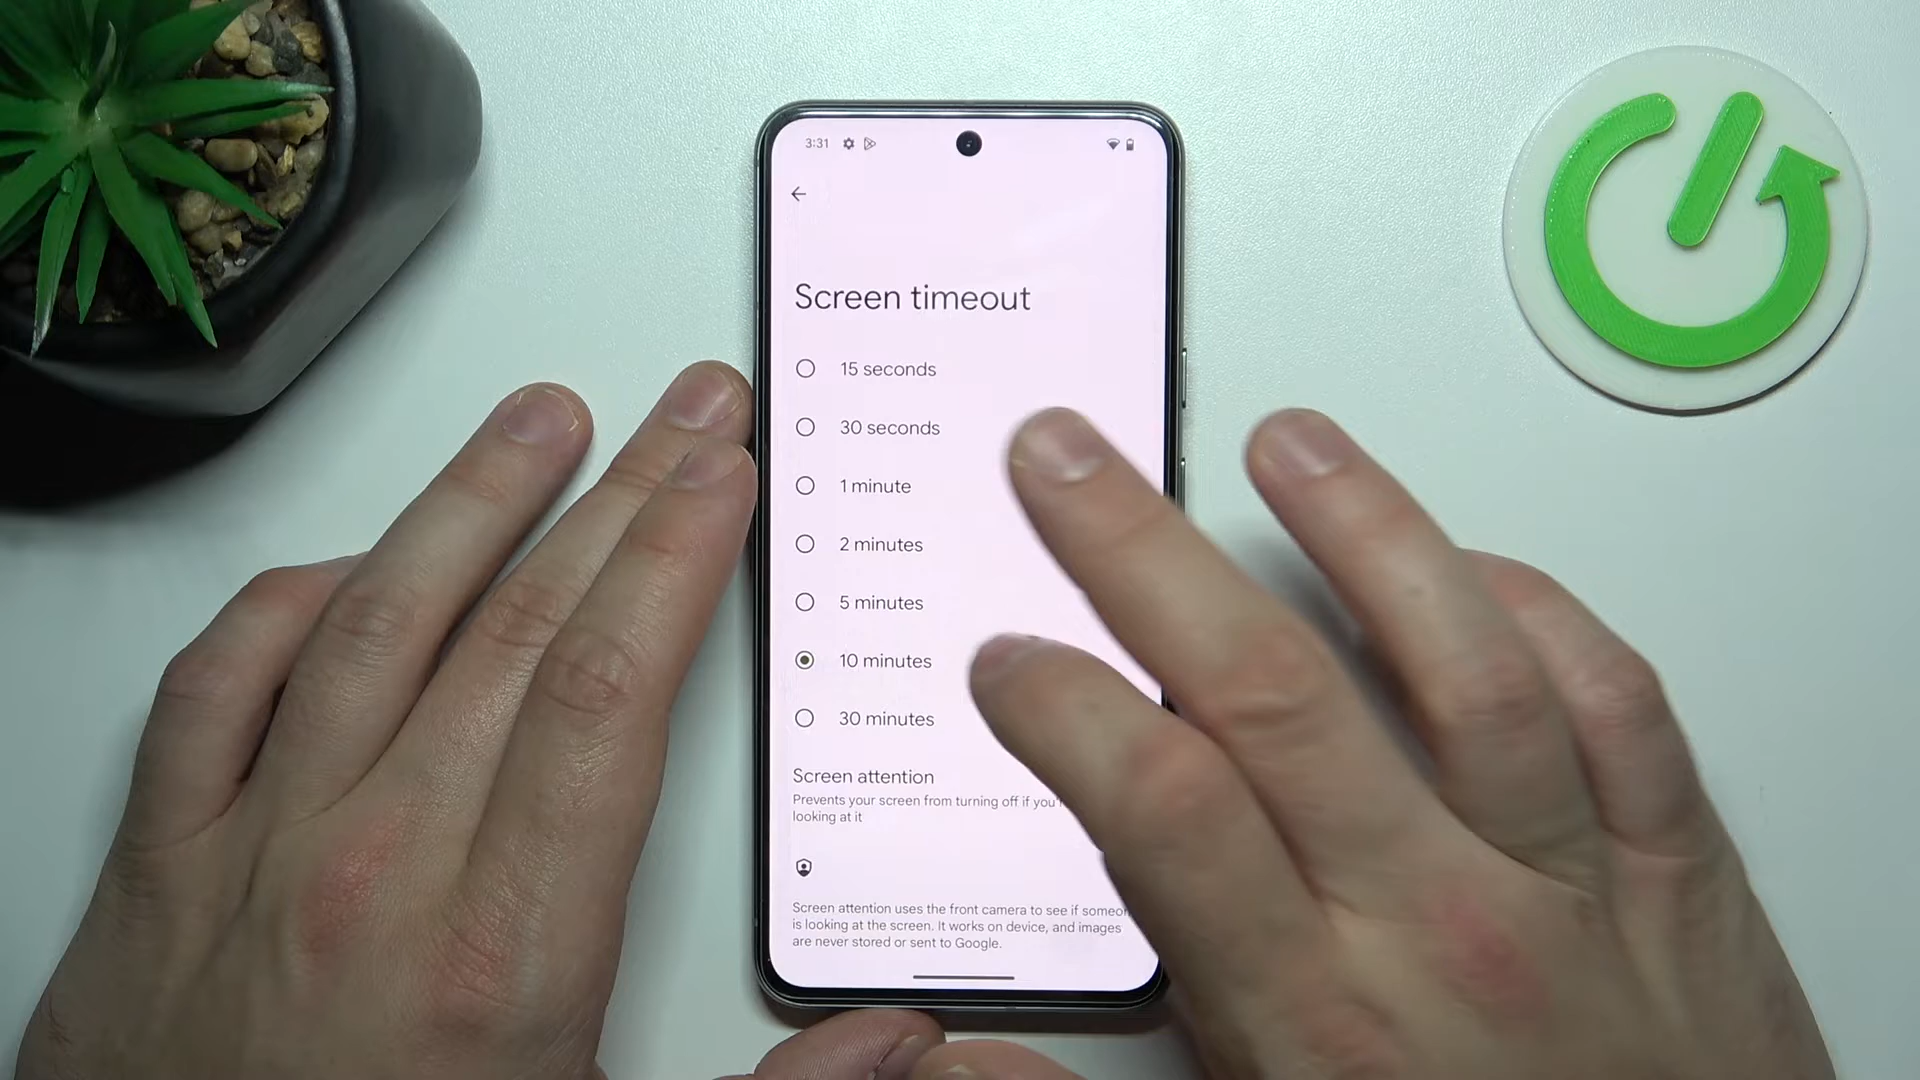 3:31
Screen timeout
15 seconds
30 seconds
1 minute
2 minutes
5 minutes
10 minutes
30 minutes
Screen attention
Prevents your screen from turning off if you'r
looking at it
Screen attention uses the front camera to see if someon
is looking at the screen. It works on device, and images
are never stored or sent to Google.